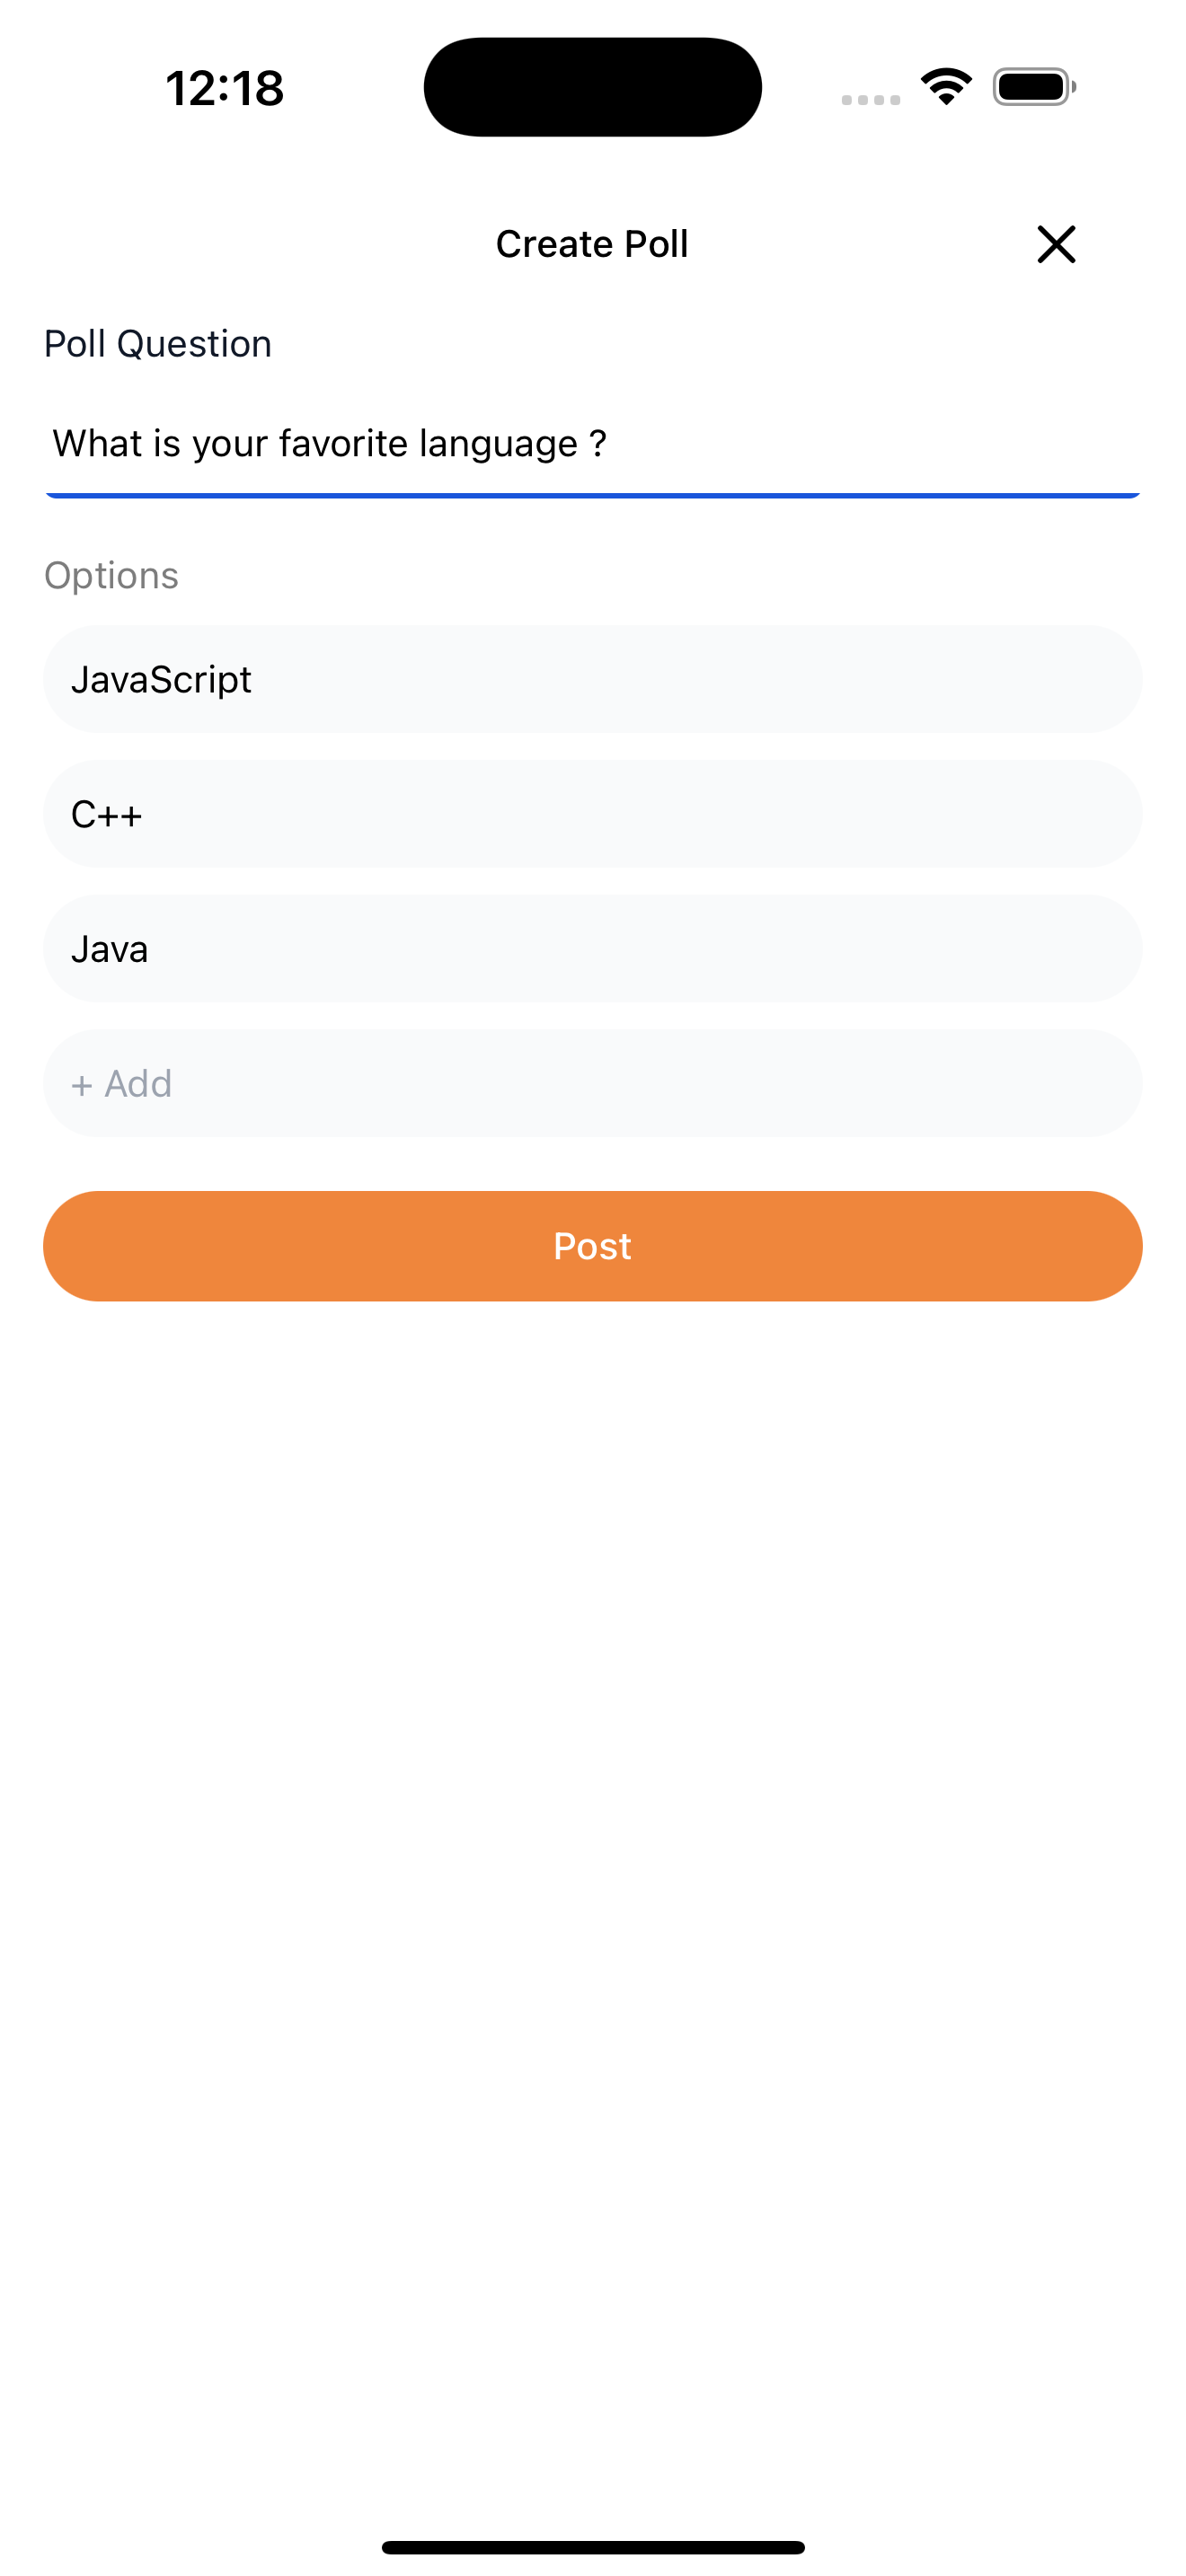 12:18
Create Poll
Poll Question
What is your favorite language ?
Options
JavaScript
C++
Java
+ Add
Post